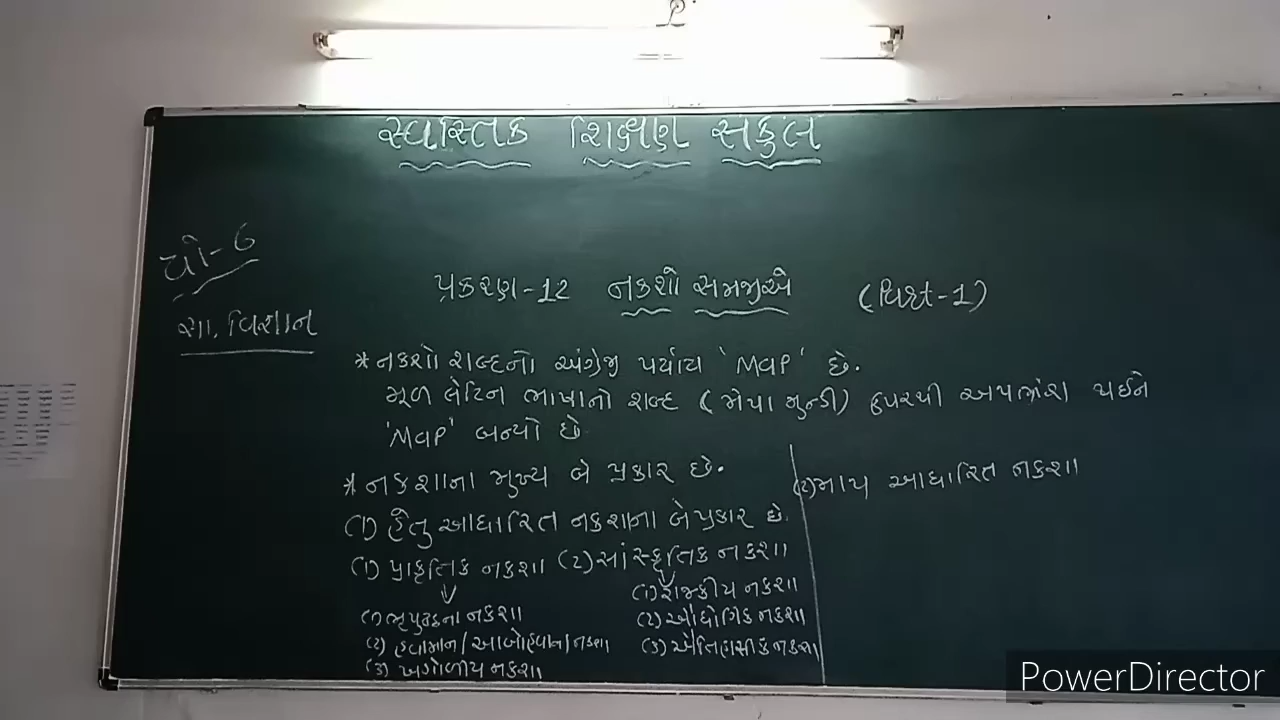 સ્વસ્તિક શિક્ષણ સંકુલ
ધો-6
સા. વિજ્ઞાન
પ્રકરણ-12 નકશો સમજીએ
* નકશો શબ્દનો અંગ્રેજી પર્યાય 'Map' છે.
મૂળ લેટિન ભાષાનો શબ્દ (મેપા મુન્ડી) ઉપરથી અપભ્રંશ થઈને
'Map' બન્યો છે
* નકશાના મુખ્ય બે પ્રકાર છે.
(1) હેતુ આધારિત નકશાના બે પ્રકાર છે.
(1) પ્રાકૃતિક નકશા (2) સાંસ્કૃતિક નકશા
(1) ભૂપૃષ્ઠના નકશા
(2) હવામાન/આબોહવાના નકશા
(3) ખગોળીય નકશા
(1) રાજકીય નકશા
(2) ઔદ્યોગિક નકશા
(3) ઐતિહાસીક નકશા
(2) માપ આધારિત નકશા
PowerDirector